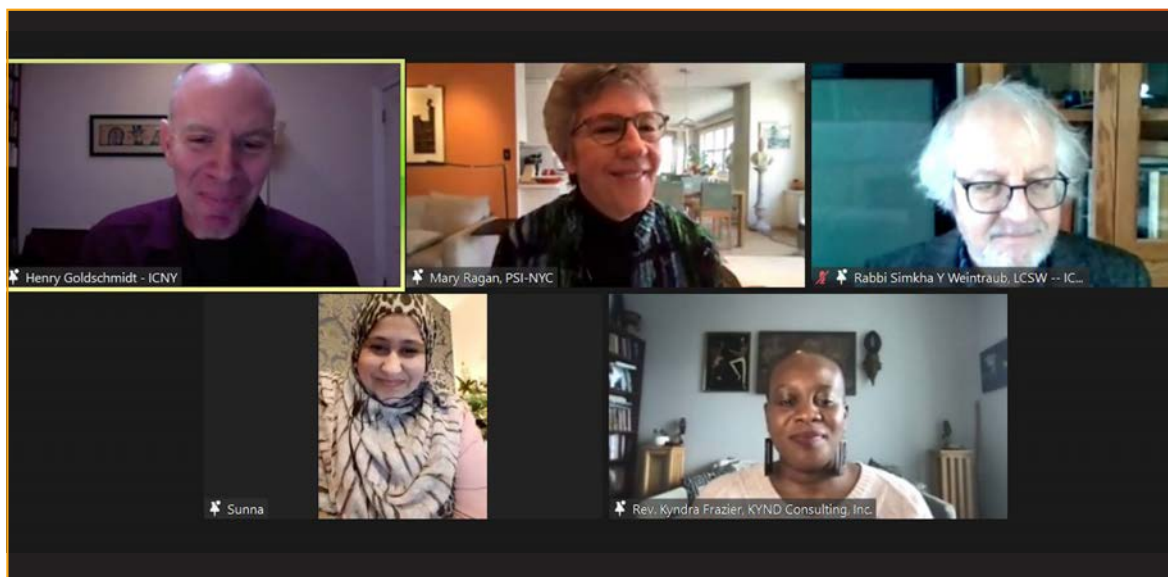 Henry Goldschmidt - ICNY
Mary Ragan, PSI-NYC
Rabbi Simkha Y Weintraub, LCSW -- IC...
Sunna
Rev. Kyndra Frazier, KYND Consulting, Inc.